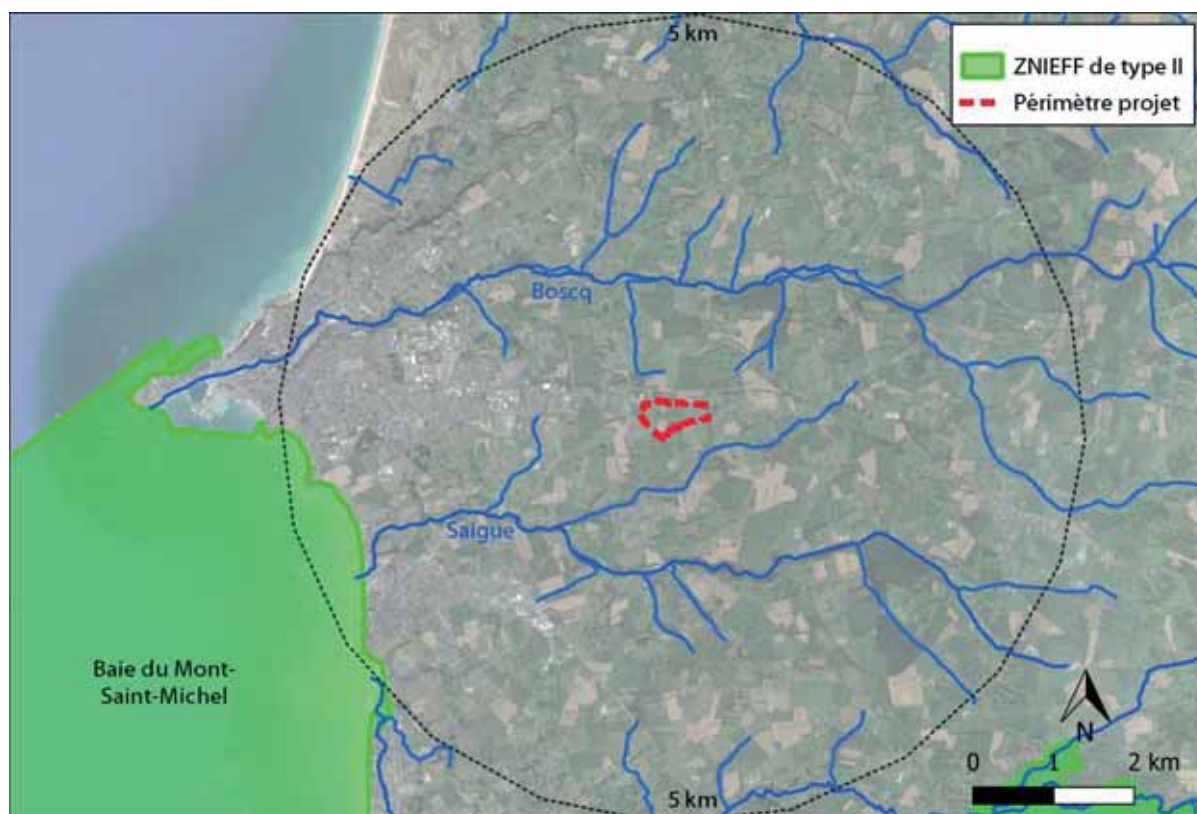 5 km
ZNIEFF de type II
Périmètre projet
Boscq
Saigue
Baie du Mont-
Saint-Michel
N
0 1 2 km
5 km